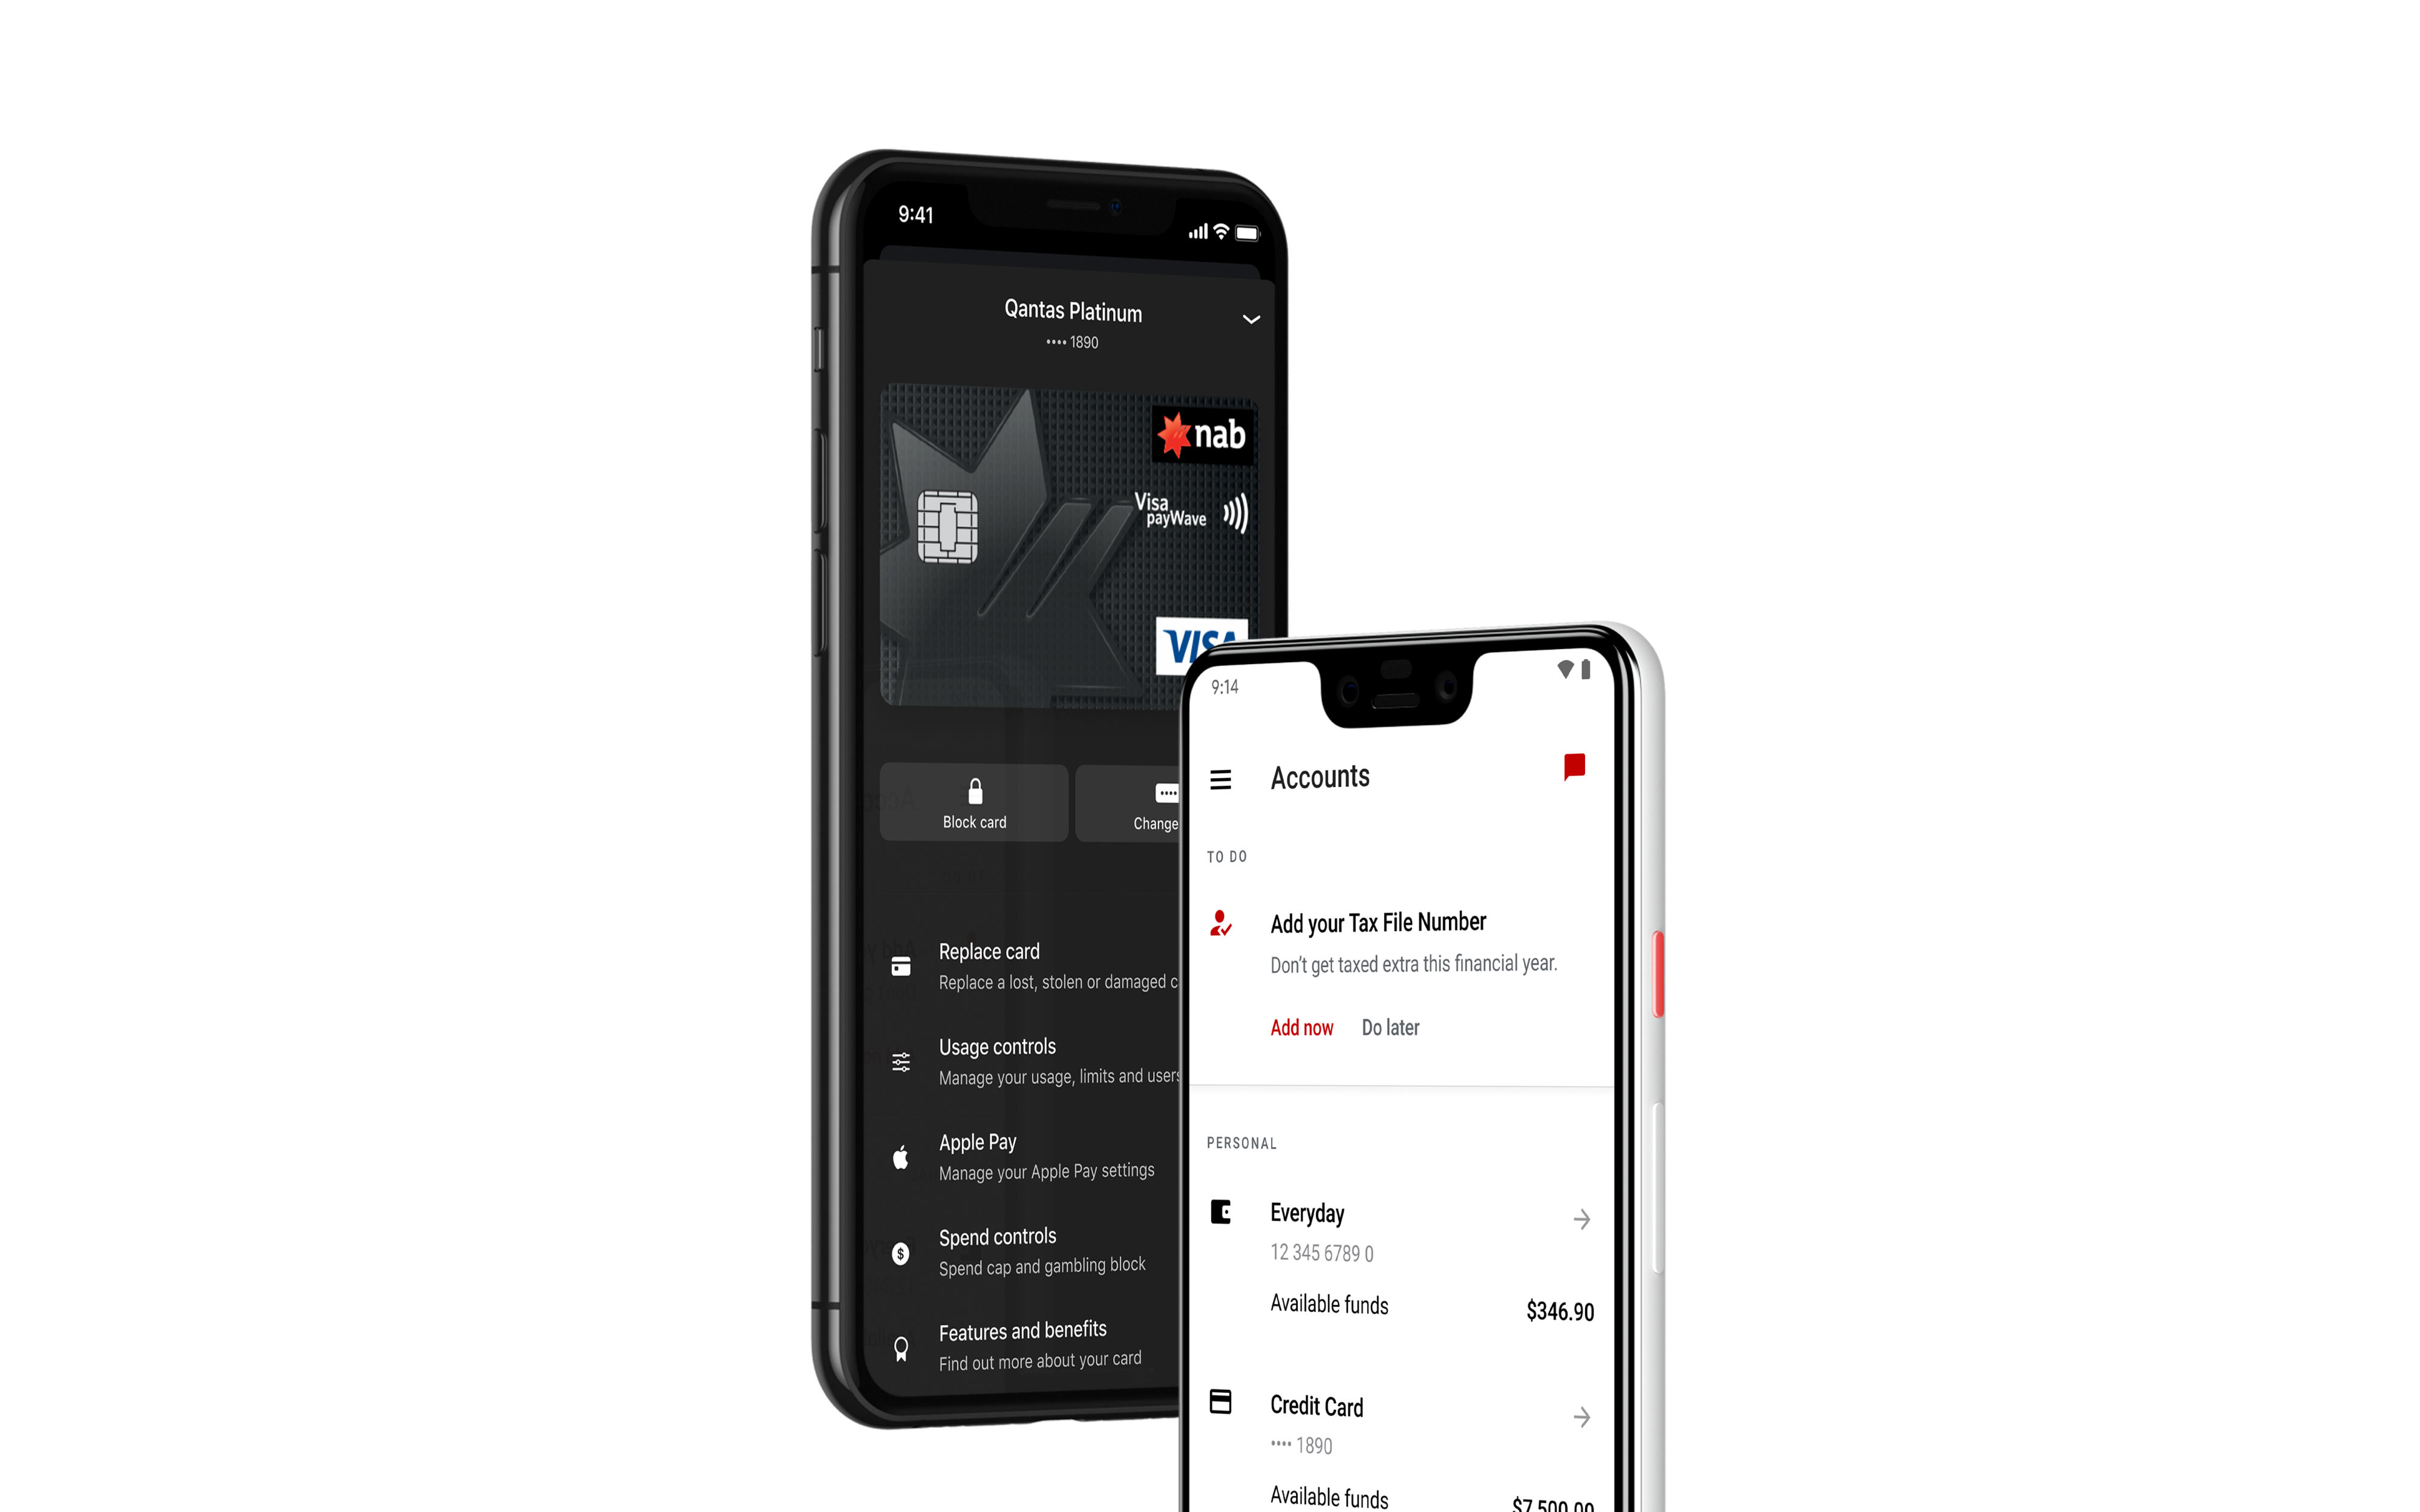 9:41
Qantas Platinum
•••• 1890
nab
Visa
payWave
VISA
Block card
Change
Replace card
Replace a lost, stolen or damaged c
Usage controls
Manage your usage, limits and users
Apple Pay
Manage your Apple Pay settings
Spend controls
Spend cap and gambling block
Features and benefits
Find out more about your card
9:14
Accounts
TO DO
Add your Tax File Number
Don't get taxed extra this financial year.
Add now Do later
PERSONAL
Everyday
12 345 6789 0
Available funds $346.90
Credit Card
•••• 1890
Available funds $7,500.00